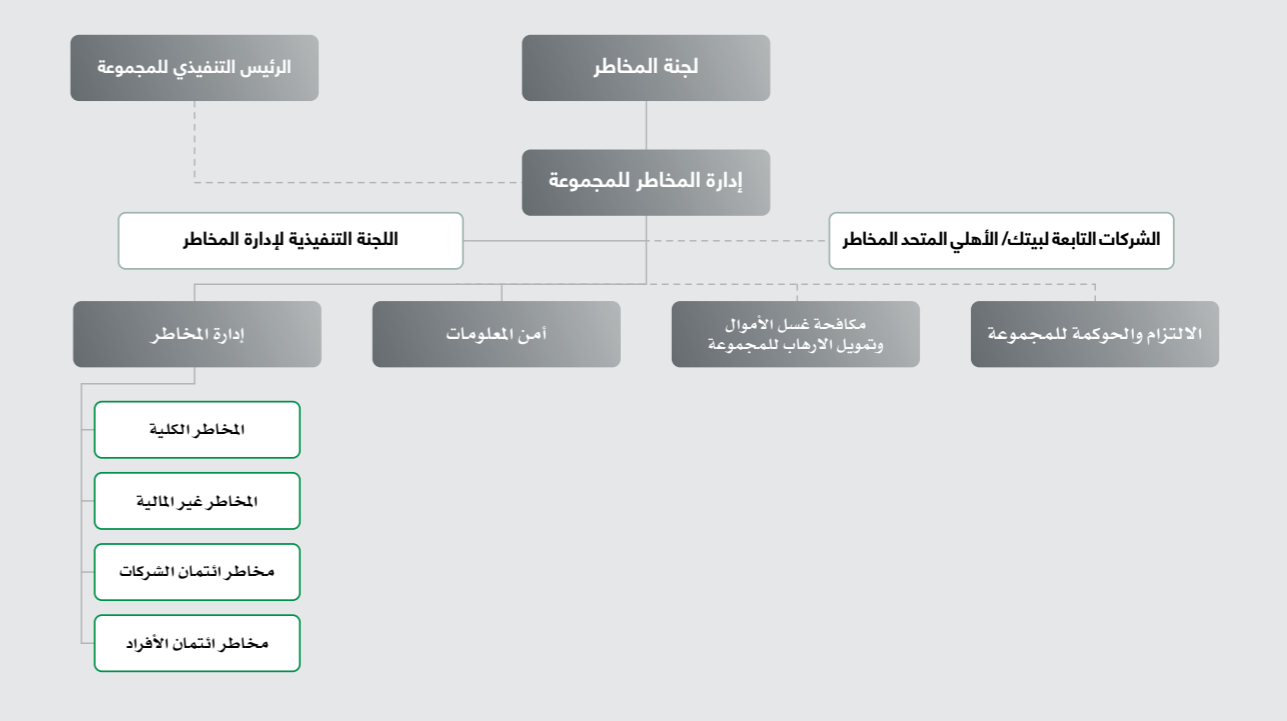 لجنة المخاطر
الرئيس التنفيذي للمجموعة
إدارة المخاطر للمجموعة
الشركات التابعة لبيتك/ الأهلي المتحد المخاطر
اللجنة التنفيذية لإدارة المخاطر
الالتزام والحوكمة للمجموعة
مكافحة غسل الأموال
وتمويل الارهاب للمجموعة
أمن المعلومات
إدارة المخاطر
المخاطر الكلية
المخاطر غير المالية
مخاطر ائتمان الشركات
مخاطر ائتمان الأفراد